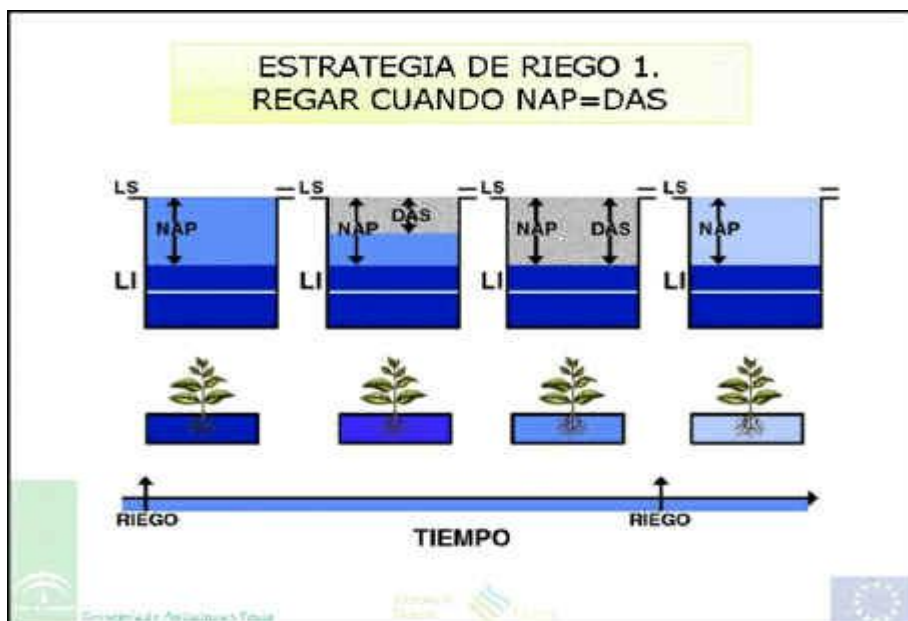 ESTRATEGIA DE RIEGO 1.
REGAR CUANDO NAP=DAS
LS
LS
LS
LS
NAP
NAP
DAS
NAP
DAS
NAP
LI
LI
LI
LI
RIEGO
RIEGO
TIEMPO